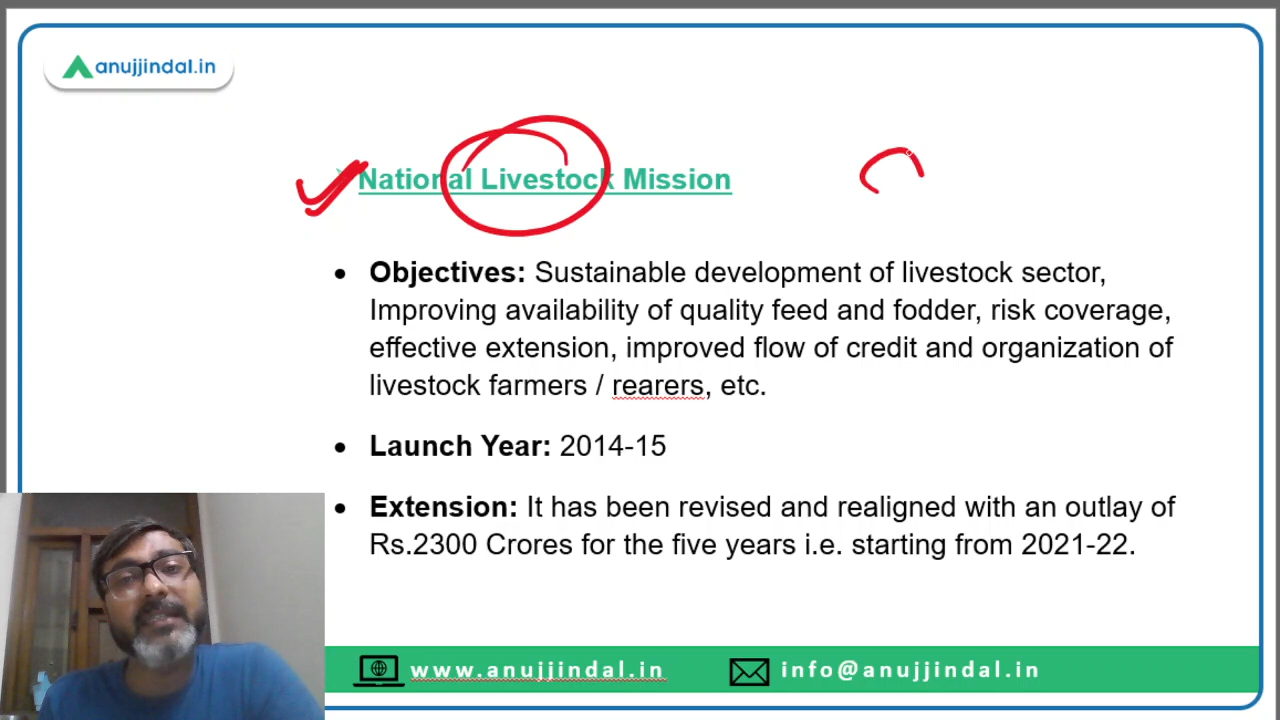 anujjindal.in
National Livestock Mission
Objectives: Sustainable development of livestock sector,
Improving availability of quality feed and fodder, risk coverage,
effective extension, improved flow of credit and organization of
livestock farmers / rearers, etc.
Launch Year: 2014-15
Extension: It has been revised and realigned with an outlay of
Rs.2300 Crores for the five years i.e. starting from 2021-22.
www.anujjindal.in
info@anujjindal.in